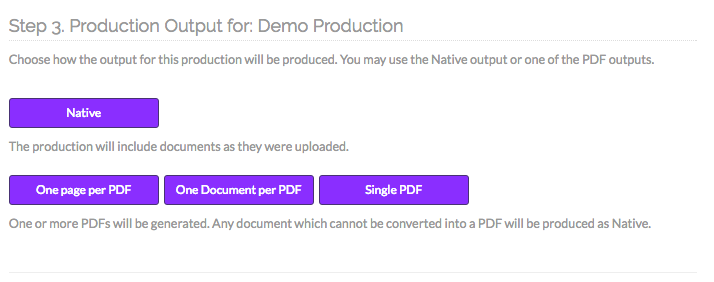 Step 3. Production Output for: Demo Production
Choose how the output for this production will be produced. You may use the Native output or one of the PDF outputs.
Native
The production will include documents as they were uploaded.
One page per PDF One Document per PDF Single PDF
One or more PDFs will be generated. Any document which cannot be converted into a PDF will be produced as Native.